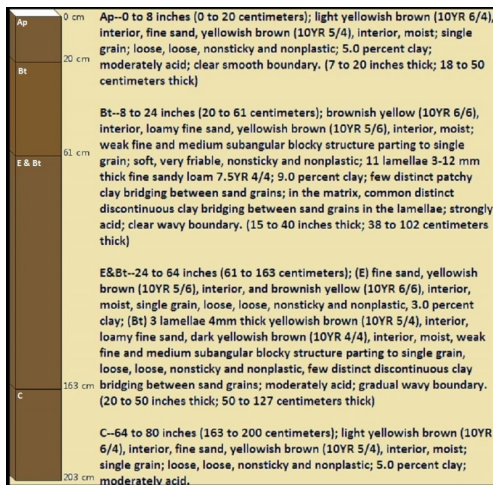 Ap
0 cm
Ap--0 to 8 inches (0 to 20 centimeters); light yellowish brown (10YR 6/4),
interior, fine sand, yellowish brown (10YR 5/4), interior, moist; single
grain; loose, loose, nonsticky and nonplastic; 5.0 percent clay;
moderately acid; clear smooth boundary. (7 to 20 inches thick; 18 to 50
centimeters thick)
20 cm
Bt
Bt--8 to 24 inches (20 to 61 centimeters); brownish yellow (10YR 6/6),
interior, loamy fine sand, yellowish brown (10YR 5/6), interior, moist;
weak fine and medium subangular blocky structure parting to single
grain; soft, very friable, nonsticky and nonplastic; 11 lamellae 3-12 mm
thick fine sandy loam 7.5YR 4/4; 9.0 percent clay; few distinct patchy
clay bridging between sand grains; in the matrix, common distinct
discontinuous clay bridging between sand grains in the lamellae; strongly
acid; clear wavy boundary. (15 to 40 inches thick; 38 to 102 centimeters
thick)
61 cm
E & Bt
E&Bt--24 to 64 inches (61 to 163 centimeters); (E) fine sand, yellowish
brown (10YR 5/6), interior, and brownish yellow (10YR 6/6), interior,
moist, single grain, loose, loose, nonsticky and nonplastic, 3.0 percent
clay; (Bt) 3 lamellae 4mm thick yellowish brown (10YR 5/4), interior,
loamy fine sand, dark yellowish brown (10YR 4/4), interior, moist, weak
fine and medium subangular blocky structure parting to single grain,
loose, loose, nonsticky and nonplastic, few distinct discontinuous clay
bridging between sand grains; moderately acid; gradual wavy boundary.
(20 to 50 inches thick; 50 to 127 centimeters thick)
163 cm
C
C--64 to 80 inches (163 to 200 centimeters); light yellowish brown (10YR
6/4), interior, fine sand, yellowish brown (10YR 5/4), interior, moist;
single grain; loose, loose, nonsticky and nonplastic; 5.0 percent clay;
moderately acid.
203 cm